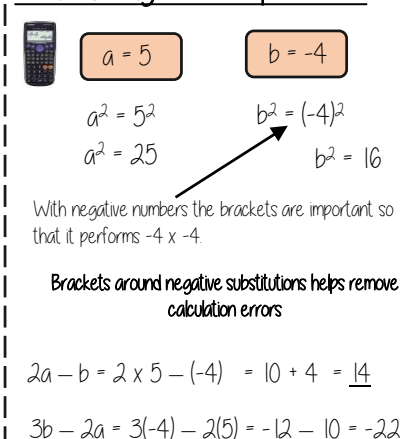 a = 5
b = -4
a² = 5²
b² = (-4)²
a² = 25
b² = 16
With negative numbers the brackets are important so
that it performs -4 x -4.
Brackets around negative substitutions helps remove
calculation errors
2a – b = 2 x 5 – (-4) = 10 + 4 = 14
3b – 2a = 3(-4) – 2(5) = -12 – 10 = -22